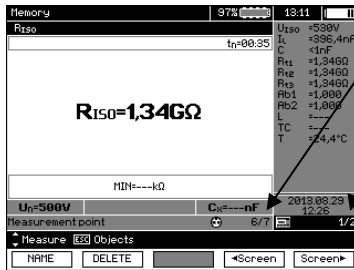 Memory 97% 13:11
RISO
tn=00:35
RISO=1,34GΩ
MIN=---kΩ
Un=500V Cx=---nF
UISO =530V
IL =396,4nA
C <1nF
Rt1 =1,34GΩ
Rt2 =1,34GΩ
Rt3 =1,34GΩ
Ab1 =1,000
Ab2 =1,000
L =---
TC =---
T =24,4°C
2013.08.29
12:26
Measurement point 6/7 1/2
Measure ESC Objects
NAME DELETE ◄Screen Screen►